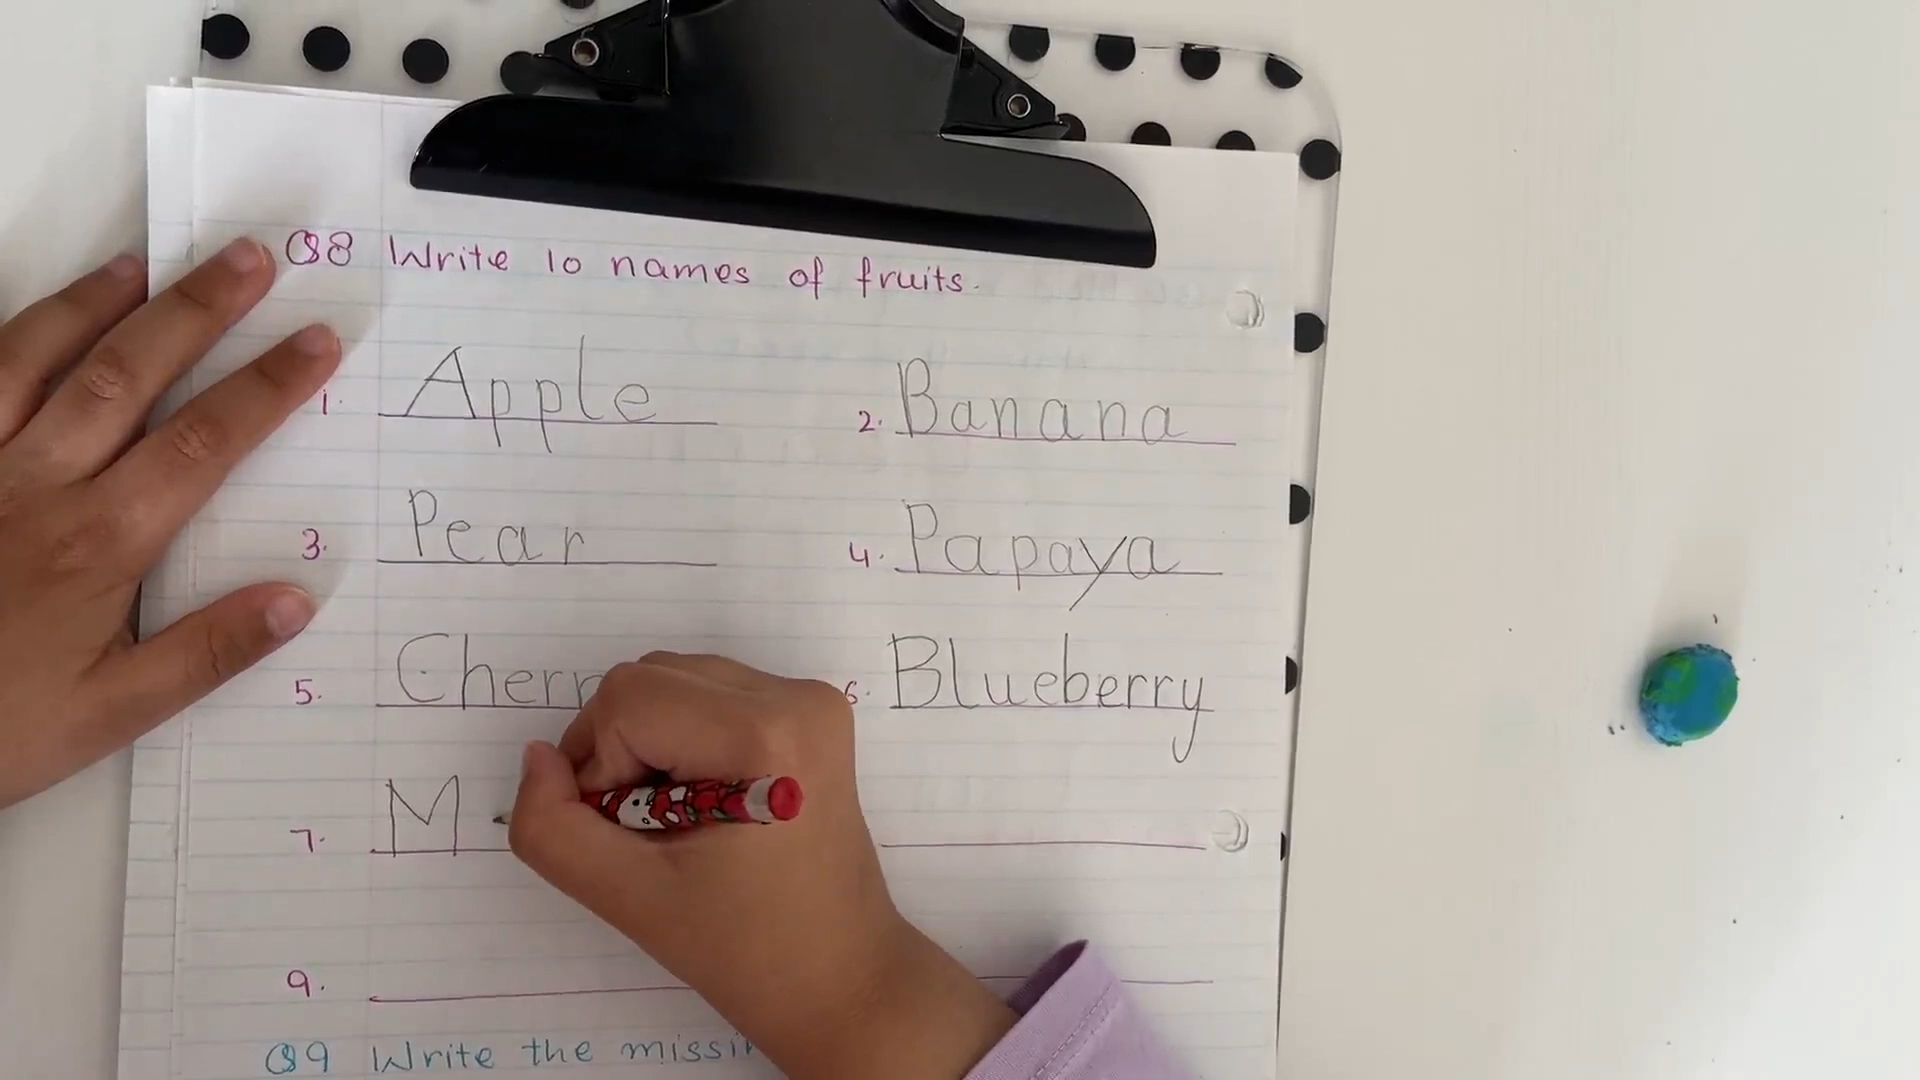 Q8 Write 10 names of fruits.
1. Apple 2. Banana
3. Pear 4. Papaya
5. Cherr 6. Blueberry
7. M
9.
Q9 Write the